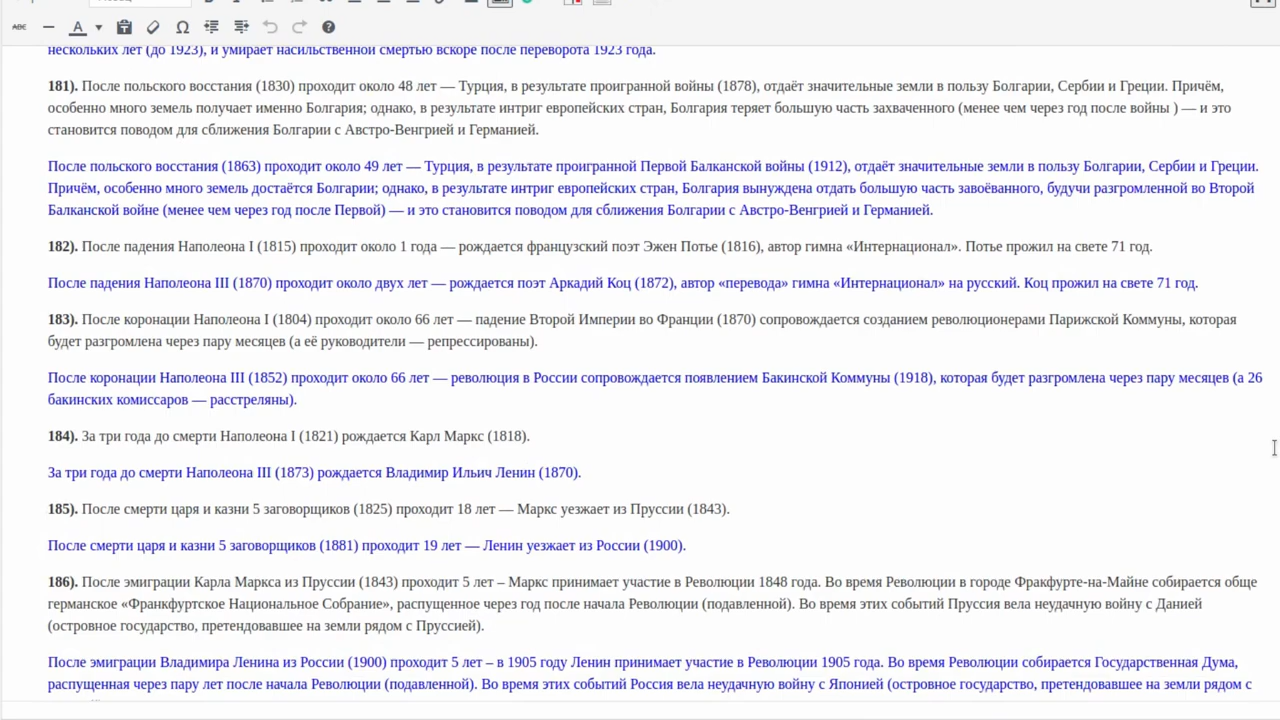 нескольких лет (до 1923), и умирает насильственной смертью вскоре после переворота 1923 года.
181). После польского восстания (1830) проходит около 48 лет — Турция, в результате проигранной войны (1878), отдаёт значительные земли в пользу Болгарии, Сербии и Греции. Причём,
особенно много земель получает именно Болгария; однако, в результате интриг европейских стран, Болгария теряет большую часть захваченного (менее чем через год после войны ) — и это
становится поводом для сближения Болгарии с Австро-Венгрией и Германией.
После польского восстания (1863) проходит около 49 лет — Турция, в результате проигранной Первой Балканской войны (1912), отдаёт значительные земли в пользу Болгарии, Сербии и Греции.
Причём, особенно много земель достаётся Болгарии; однако, в результате интриг европейских стран, Болгария вынуждена отдать большую часть завоёванного, будучи разгромленной во Второй
Балканской войне (менее чем через год после Первой) — и это становится поводом для сближения Болгарии с Австро-Венгрией и Германией.
182). После падения Наполеона I (1815) проходит около 1 года — рождается французский поэт Эжен Потье (1816), автор гимна «Интернационал». Потье прожил на свете 71 год.
После падения Наполеона III (1870) проходит около двух лет — рождается поэт Аркадий Коц (1872), автор «перевода» гимна «Интернационал» на русский. Коц прожил на свете 71 год.
183). После коронации Наполеона I (1804) проходит около 66 лет — падение Второй Империи во Франции (1870) сопровождается созданием революционерами Парижской Коммуны, которая
будет разгромлена через пару месяцев (а её руководители — репрессированы).
После коронации Наполеона III (1852) проходит около 66 лет — революция в России сопровождается появлением Бакинской Коммуны (1918), которая будет разгромлена через пару месяцев (а 26
бакинских комиссаров — расстреляны).
184). За три года до смерти Наполеона I (1821) рождается Карл Маркс (1818).
За три года до смерти Наполеона III (1873) рождается Владимир Ильич Ленин (1870).
185). После смерти царя и казни 5 заговорщиков (1825) проходит 18 лет — Маркс уезжает из Пруссии (1843).
После смерти царя и казни 5 заговорщиков (1881) проходит 19 лет — Ленин уезжает из России (1900).
186). После эмиграции Карла Маркса из Пруссии (1843) проходит 5 лет – Маркс принимает участие в Революции 1848 года. Во время Революции в городе Фракфурте-на-Майне собирается обще
германское «Франкфуртское Национальное Собрание», распущенное через год после начала Революции (подавленной). Во время этих событий Пруссия вела неудачную войну с Данией
(островное государство, претендовавшее на земли рядом с Пруссией).
После эмиграции Владимира Ленина из России (1900) проходит 5 лет – в 1905 году Ленин принимает участие в Революции 1905 года. Во время Революции собирается Государственная Дума,
распущенная через пару лет после начала Революции (подавленной). Во время этих событий Россия вела неудачную войну с Японией (островное государство, претендовавшее на земли рядом с